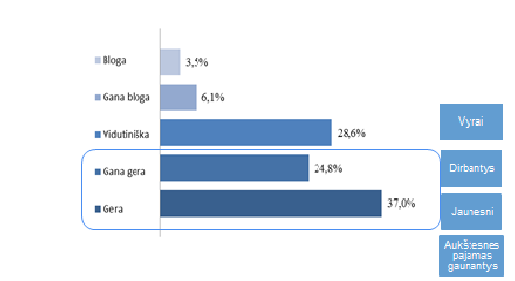 Bloga
3,5%
Gana bloga
6,1%
Vidutiniška
28,6%
Gana gera
24,8%
Gera
37,0%
Vyrai
Dirbantys
Jaunesni
Aukštesnes
pajamas
gaunantys